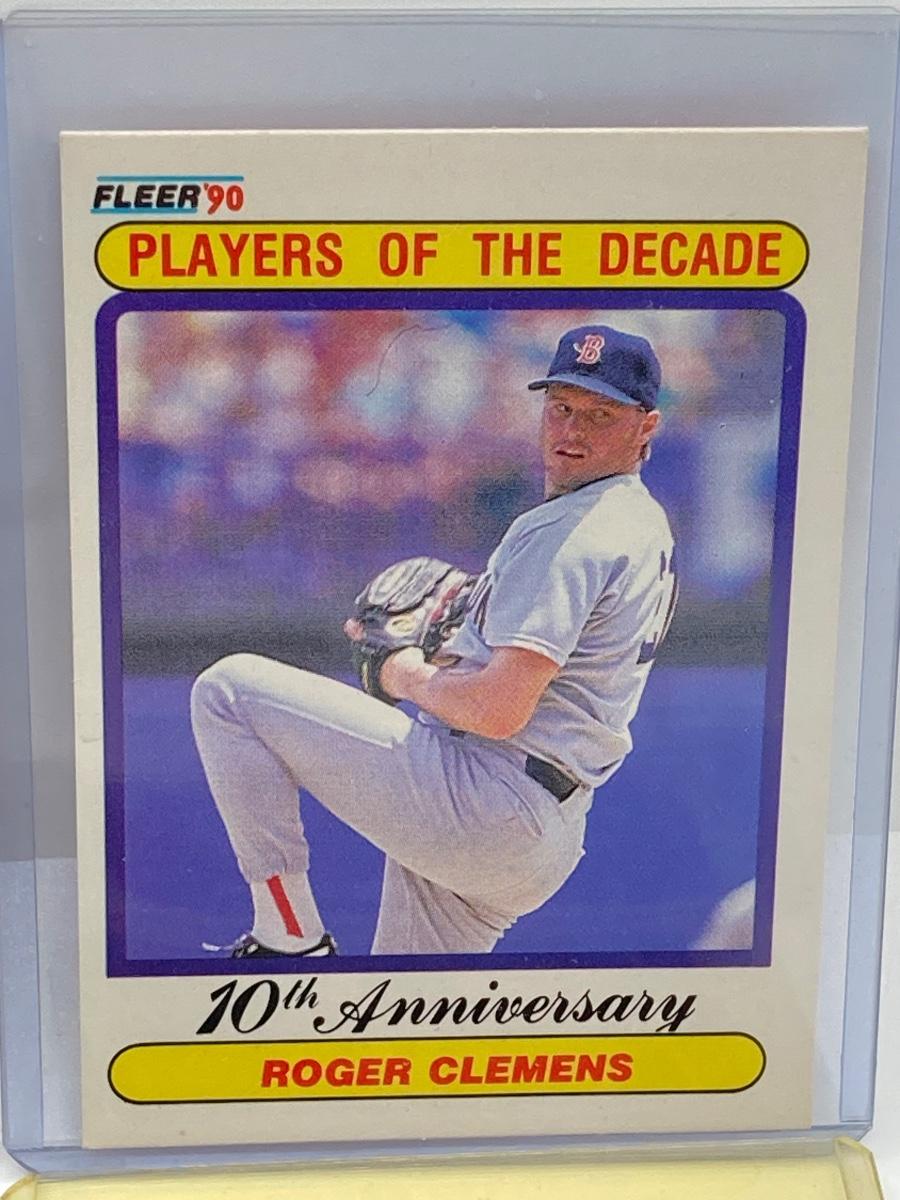 FLEER '90
PLAYERS OF THE DECADE
B
10th Anniversary
ROGER CLEMENS